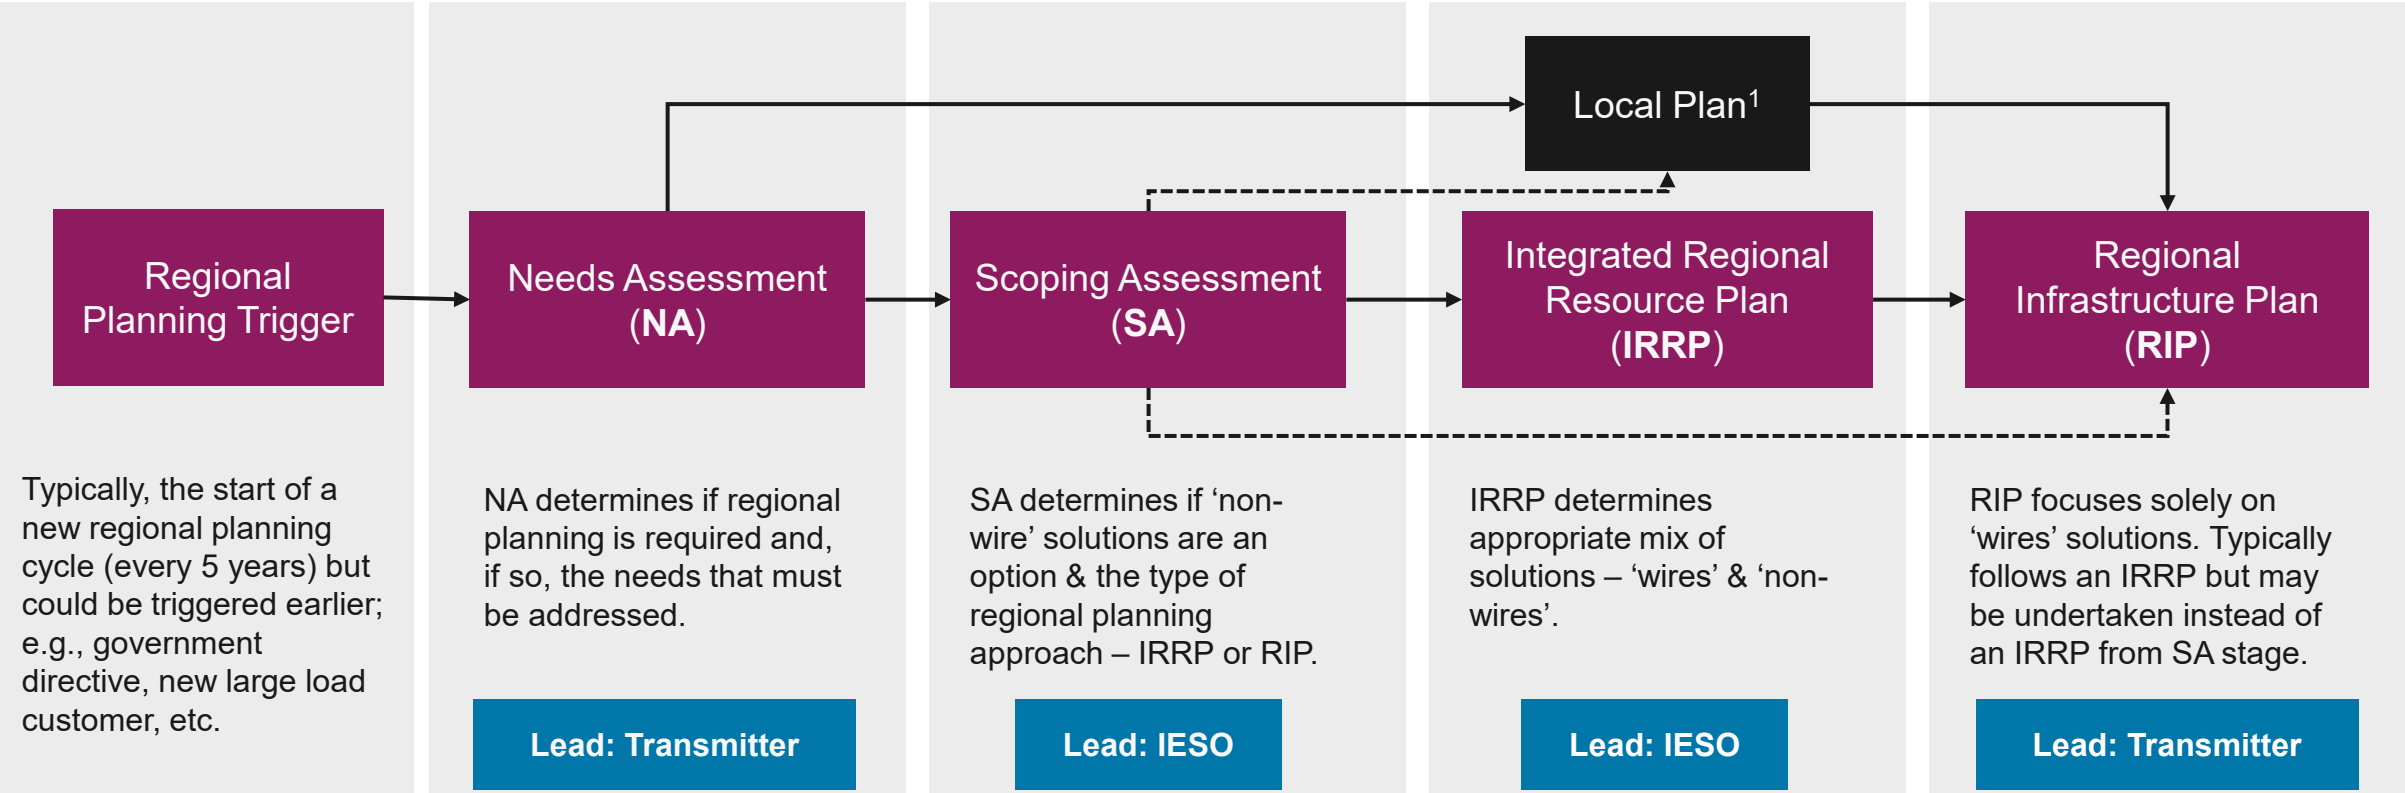 Local Plan1
Regional
Planning Trigger
Needs Assessment
(NA)
Scoping Assessment
(SA)
Integrated Regional
Resource Plan
(IRRP)
Regional
Infrastructure Plan
(RIP)
Typically, the start of a
new regional planning
cycle (every 5 years) but
could be triggered earlier;
e.g., government
directive, new large load
customer, etc.
NA determines if regional
planning is required and,
if so, the needs that must
be addressed.
Lead: Transmitter
SA determines if ‘non-
wire’ solutions are an
option & the type of
regional planning
approach – IRRP or RIP.
Lead: IESO
IRRP determines
appropriate mix of
solutions – ‘wires’ & ‘non-
wires’.
Lead: IESO
RIP focuses solely on
‘wires’ solutions. Typically
follows an IRRP but may
be undertaken instead of
an IRRP from SA stage.
Lead: Transmitter